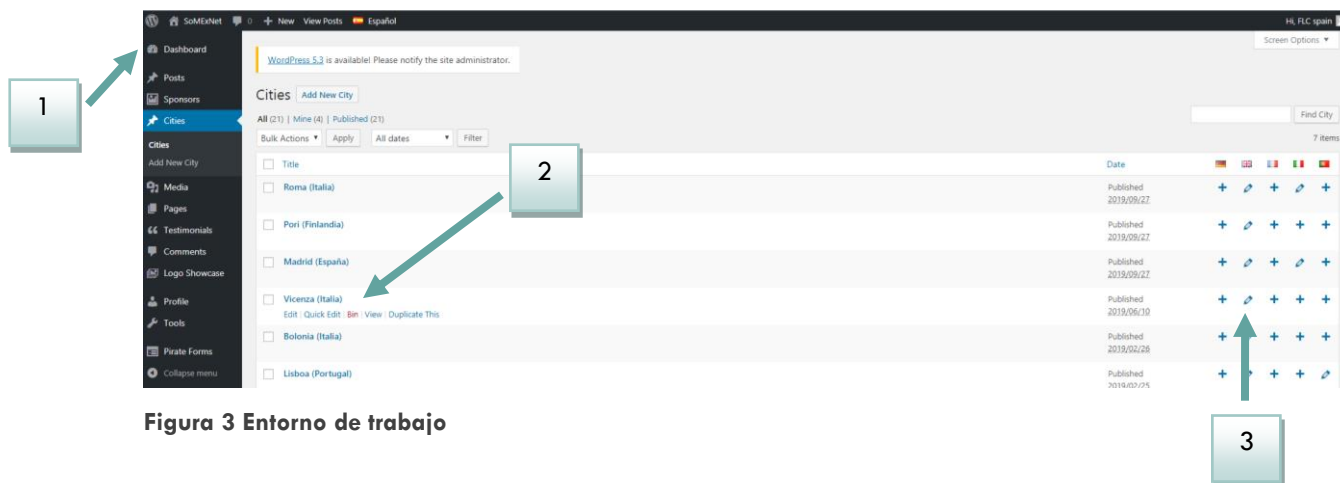 SoMExNet 0 + New View Posts Español Hi, FLC spain
Dashboard
Screen Options ▼
WordPress 5.3 is available! Please notify the site administrator.
Posts
Sponsors
Cities Add New City
1
Cities
All (21) | Mine (4) | Published (21)
Find City
Bulk Actions ▼ Apply All dates ▼ Filter
7 items
Cities
Add New City
2
Title Date
Media
Roma (Italia) Published
2019/09/27
Pages
Testimonials
Pori (Finlandia) Published
2019/09/27
Comments
Madrid (España) Published
2019/09/27
Logo Showcase
Profile
Vicenza (Italia) Published
Edit | Quick Edit | Bin | View | Duplicate This 2019/06/10
Tools
Bolonia (Italia) Published
2019/02/26
Pirate Forms
Collapse menu
Lisboa (Portugal) Published
2019/02/25
Figura 3 Entorno de trabajo
3